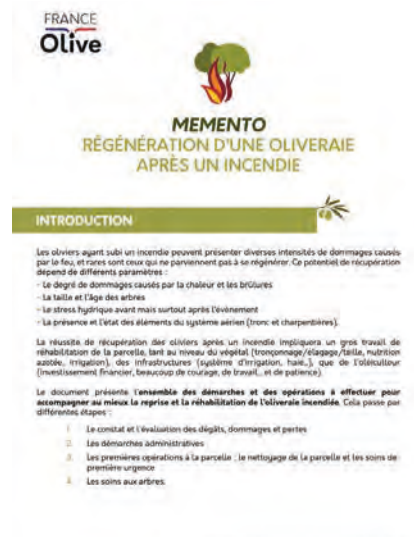 FRANCE
Olive
MEMENTO
RÉGÉNÉRATION D'UNE OLIVERAIE
APRÈS UN INCENDIE
INTRODUCTION
Les oliviers ayant subi un incendie peuvent présenter diverses intensités de dommages causés
par le feu, et rares sont ceux qui ne parviennent pas à se régénérer. Ce potentiel de récupération
dépend de différents paramètres :
- Le degré de dommages causés par la chaleur et les brûlures
- La taille et l'âge des arbres
- Le stress hydrique avant mais surtout après l'évènement
- La présence et l'état des éléments du système aérien (tronc et charpentières).
La réussite de récupération des oliviers après un incendie impliquera un gros travail de
réhabilitation de la parcelle, tant au niveau du végétal (tronçonnage/élagage/taille, nutrition
azotée, irrigation), des infrastructures (système d'irrigation, haie,), que de l'oléiculteur
(investissement financier, beaucoup de courage, de travail.. et de patience).
Le document présente l'ensemble des démarches et des opérations à effectuer pour
accompagner au mieux la reprise et la réhabilitation de l'oliveraie incendiée. Cela passe par
différentes étapes :
1. Le constat et l'évaluation des dégâts, dommages et pertes
2. Les démarches administratives
3. Les premières opérations à la parcelle : le nettoyage de la parcelle et les soins de
première urgence
4. Les soins aux arbres.